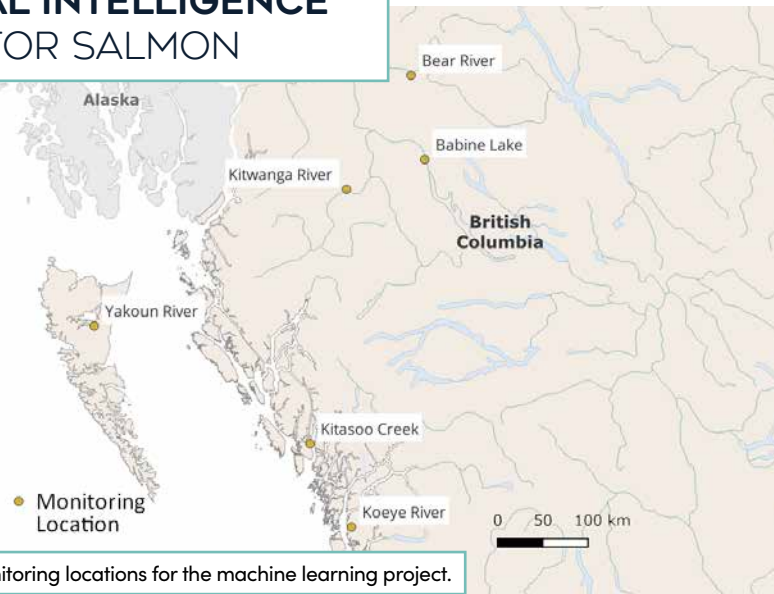 AL INTELLIGENCE
FOR SALMON
Bear River
Alaska
Babine Lake
Kitwanga River
British
Columbia
Yakoun River
Kitasoo Creek
Monitoring
Location
Koeye River
0 50 100 km
nitoring locations for the machine learning project.